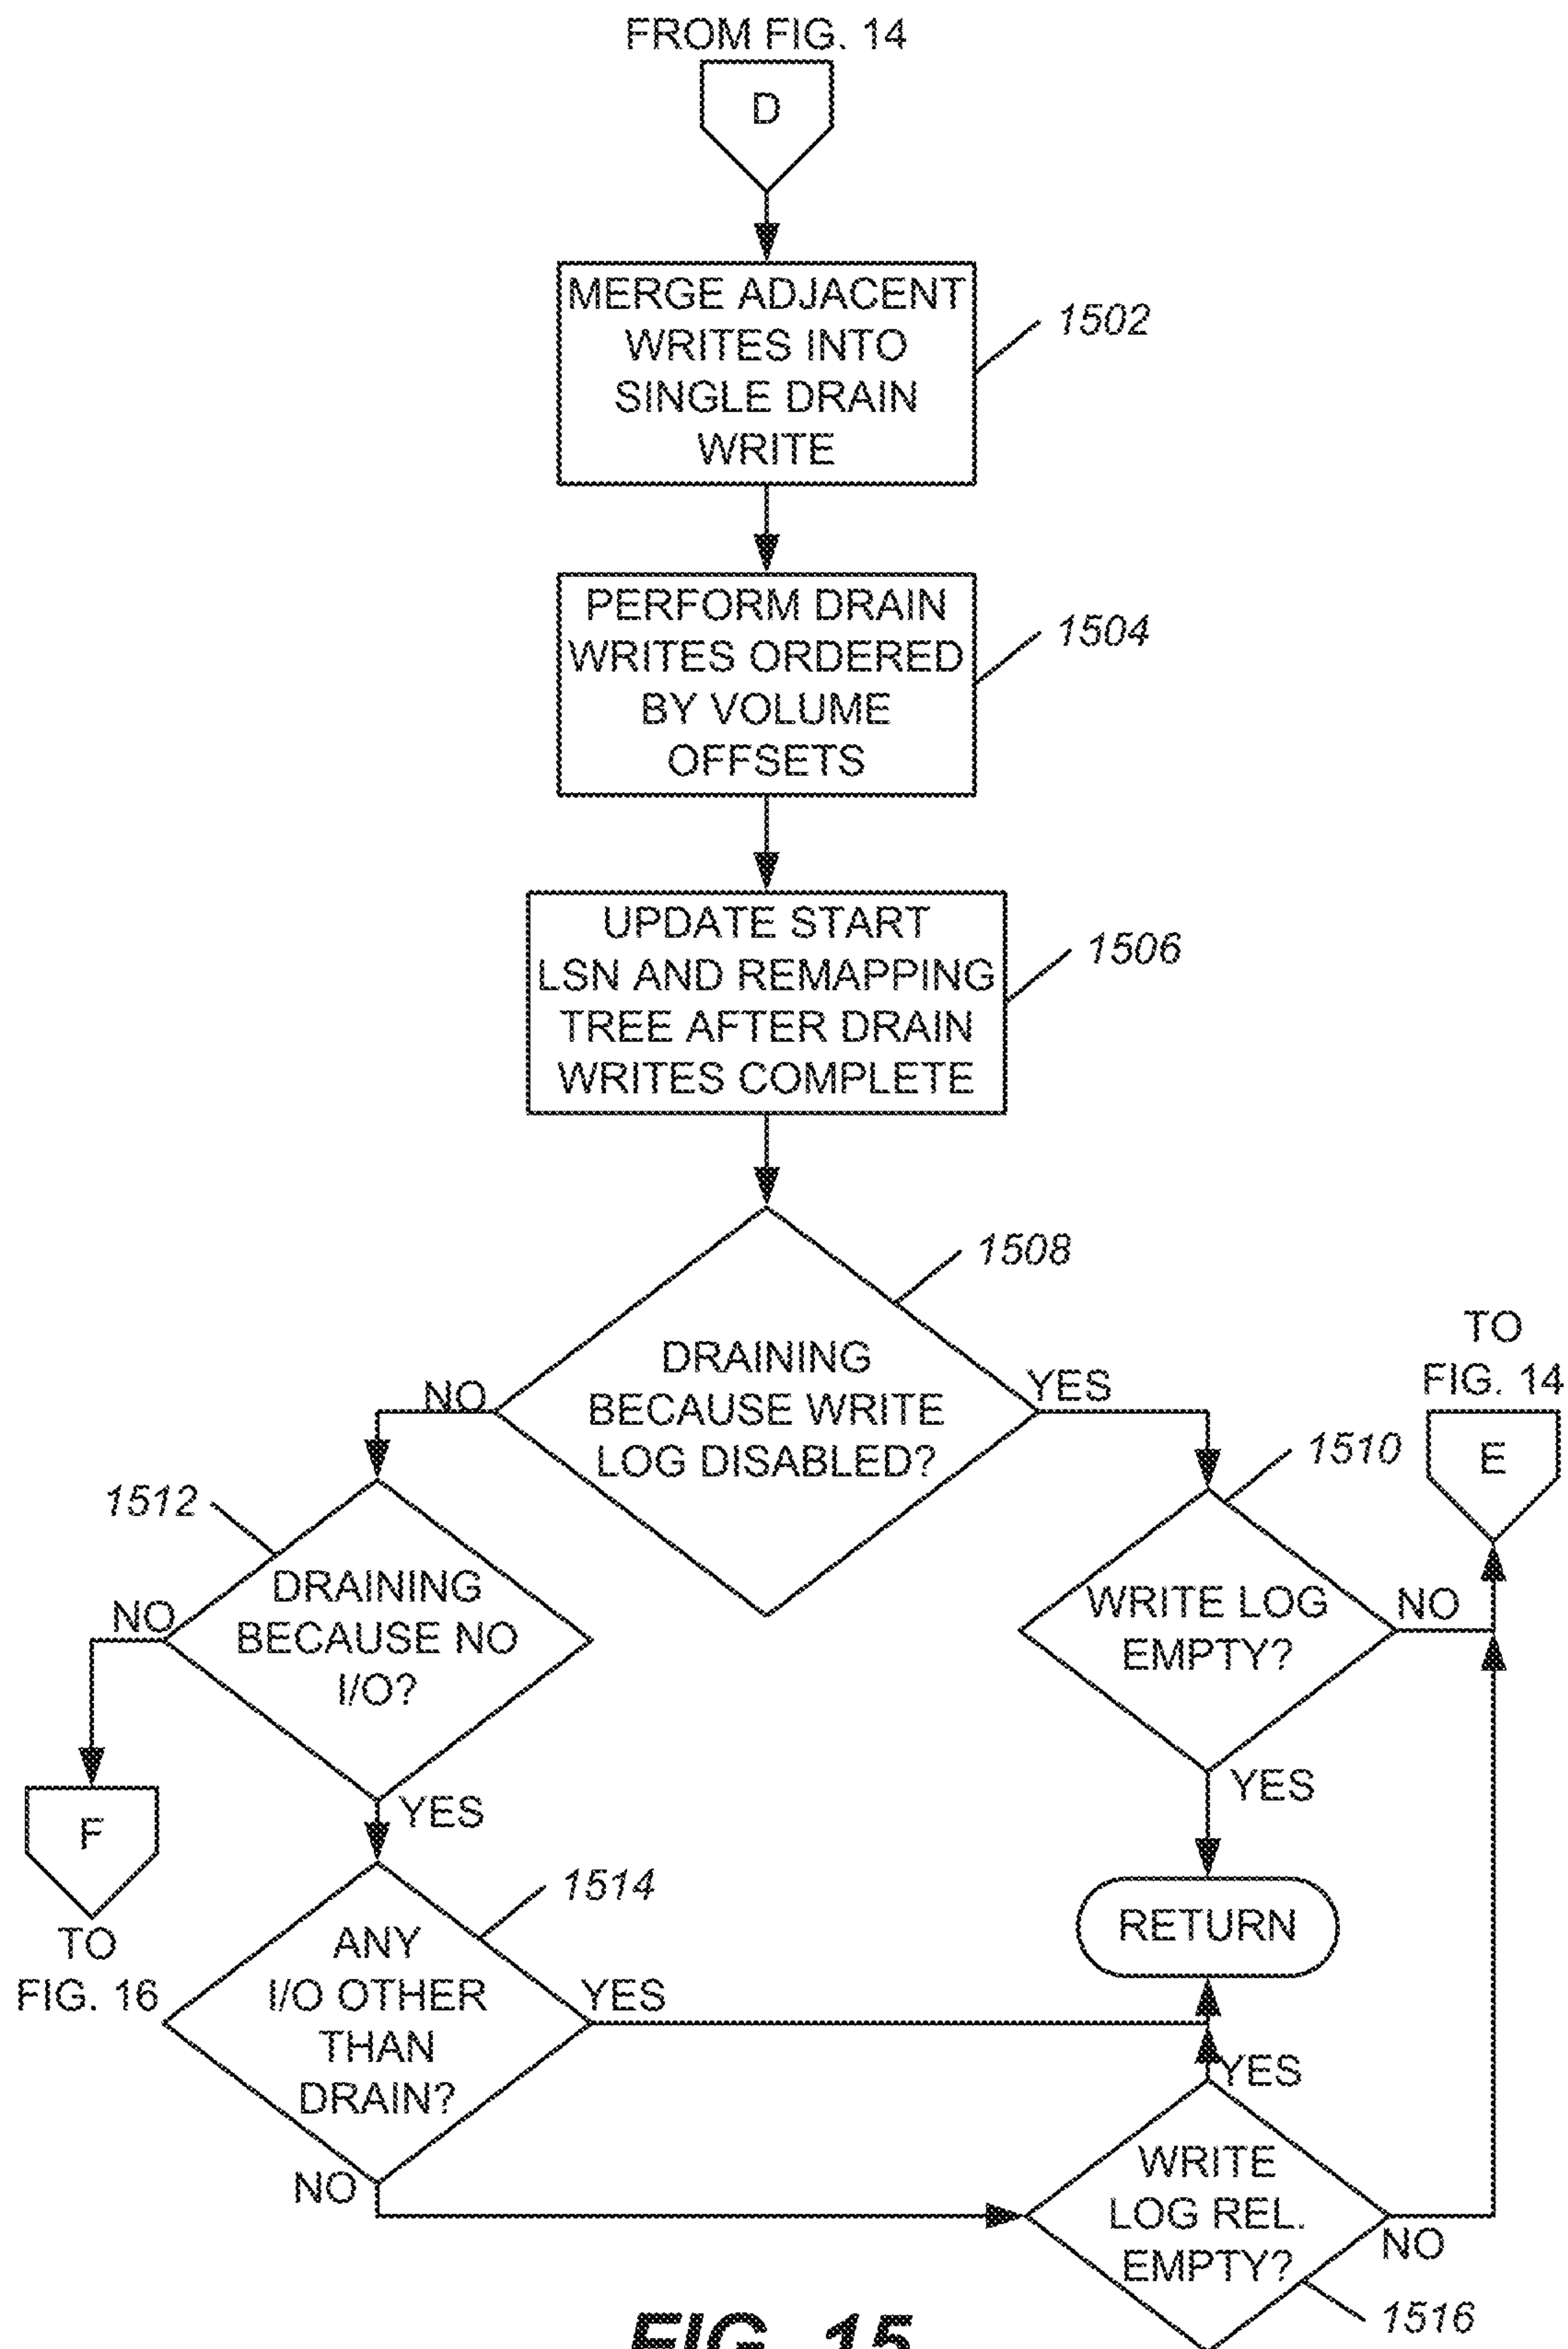 FROM FIG. 14
D
MERGE ADJACENT
WRITES INTO
SINGLE DRAIN
WRITE
1502
PERFORM DRAIN
WRITES ORDERED
BY VOLUME
OFFSETS
1504
UPDATE START
LSN AND REMAPPING
TREE AFTER DRAIN
WRITES COMPLETE
1506
1508
DRAINING
BECAUSE WRITE
LOG DISABLED?
NO
YES
TO
FIG. 14
E
1510
WRITE LOG
EMPTY?
NO
YES
1512
DRAINING
BECAUSE NO
I/O?
NO
YES
F
TO
FIG. 16
1514
ANY
I/O OTHER
THAN
DRAIN?
YES
NO
RETURN
YES
WRITE
LOG REL.
EMPTY?
NO
1516
FIG. 15